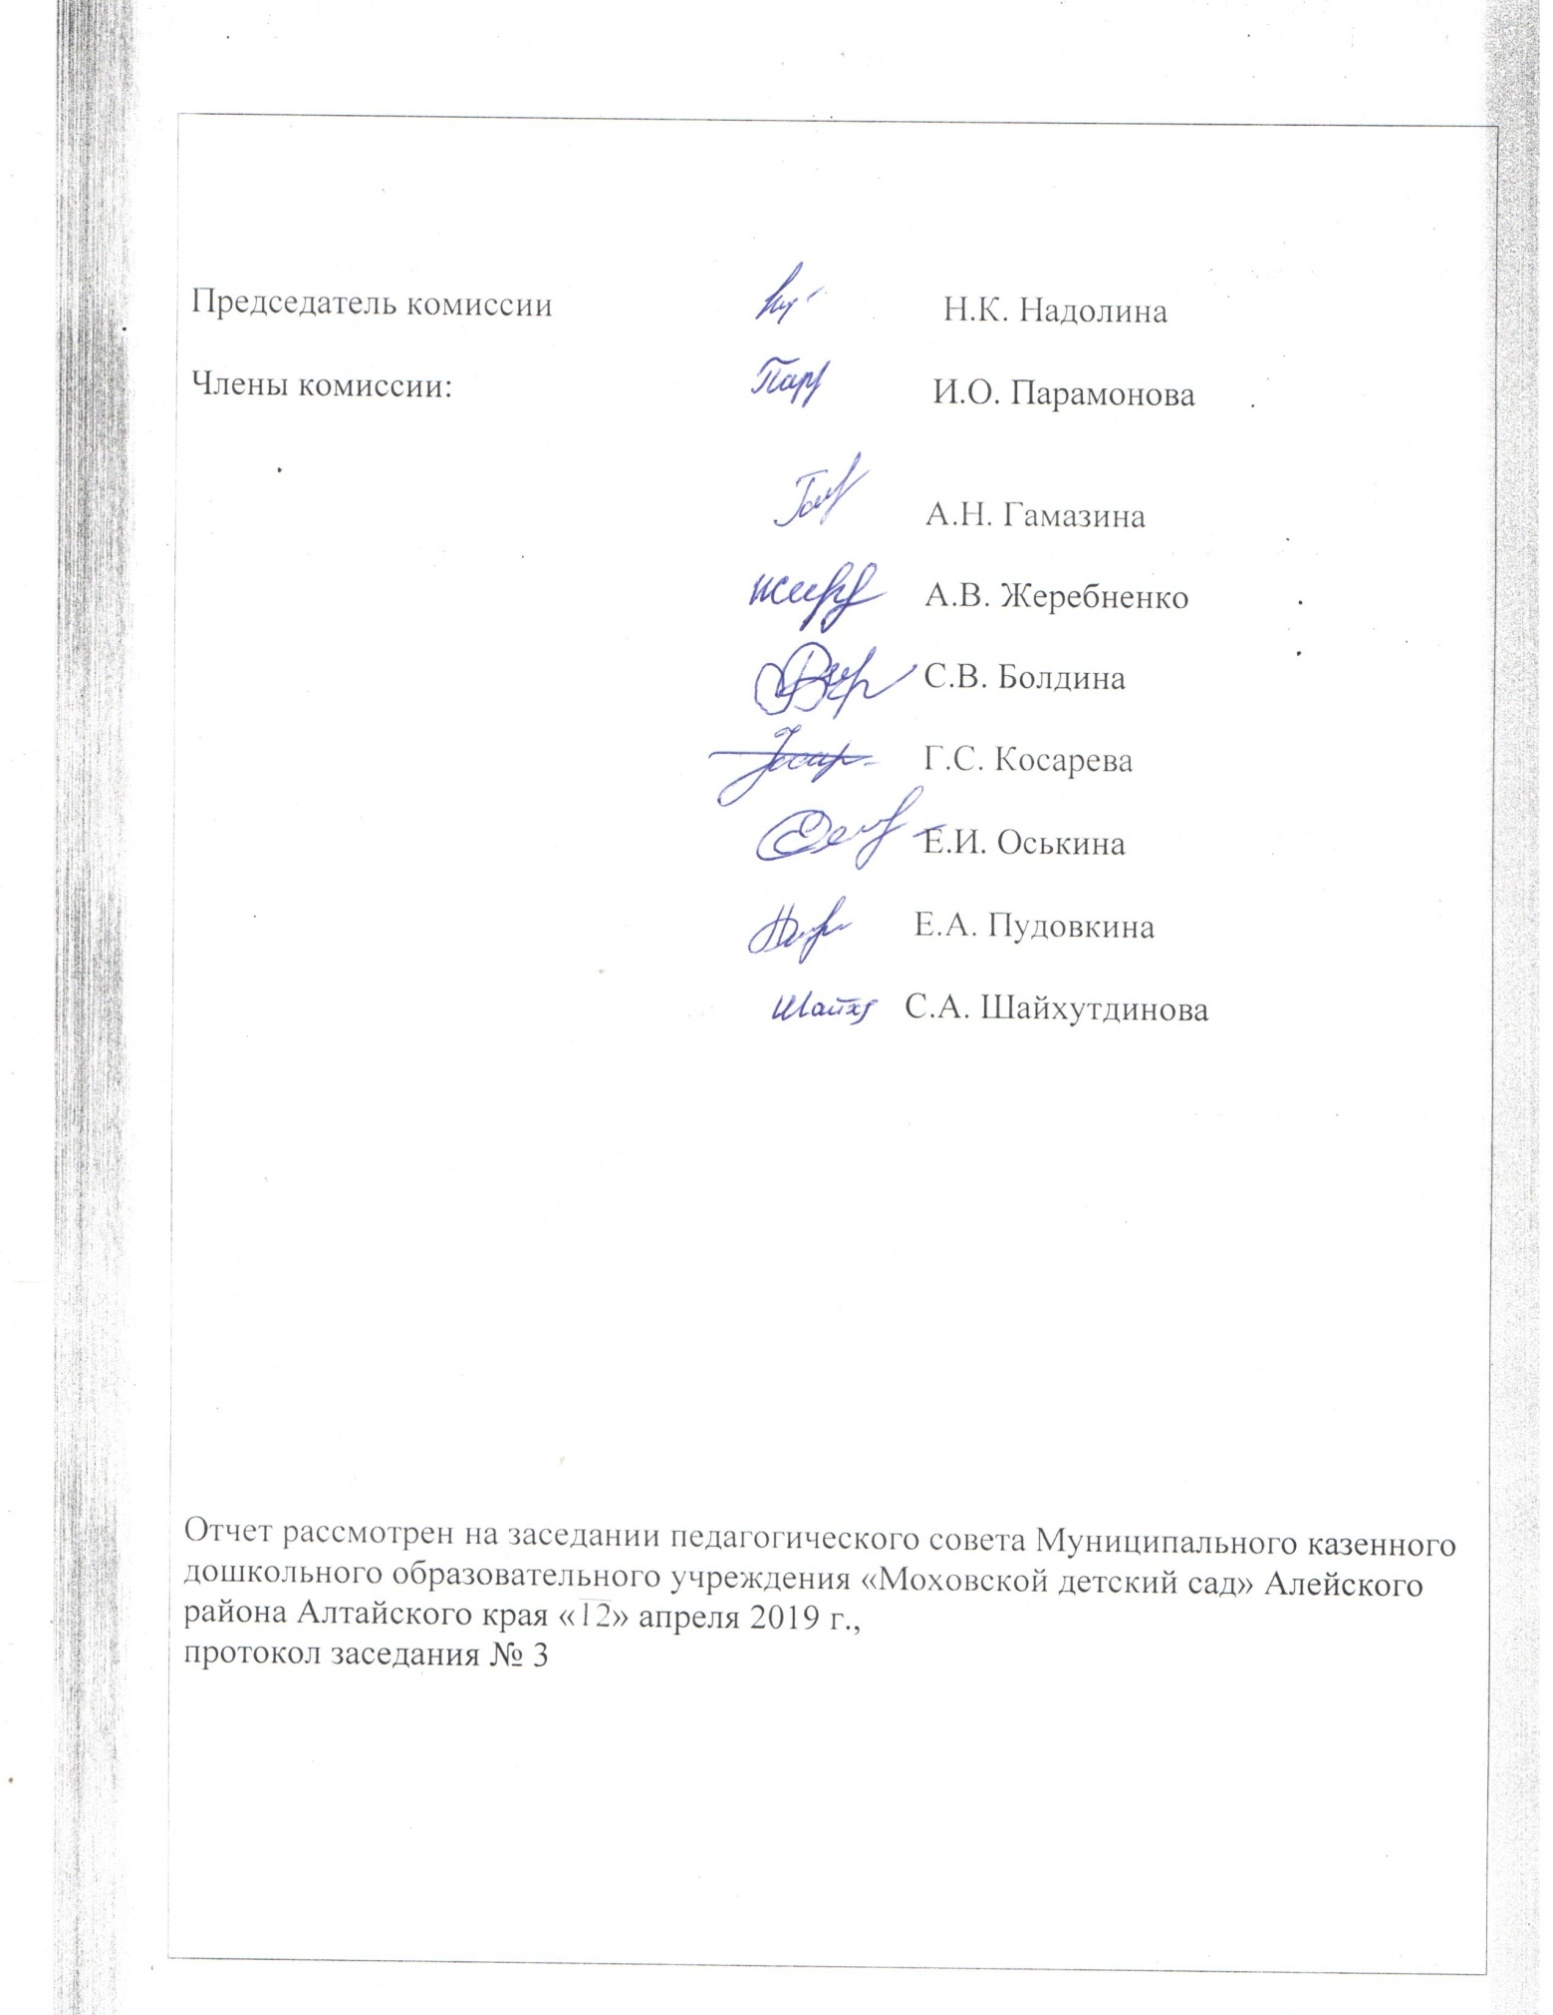 Председатель комиссии Н.К. Надолина
Члены комиссии: Пар И.О. Парамонова
А.Н. Гамазина
А.В. Жеребненко
С.В. Болдина
Г.С. Косарева
Е.И. Оськина
Е.А. Пудовкина
Шайх С.А. Шайхутдинова
Отчет рассмотрен на заседании педагогического совета Муниципального казенного
дошкольного образовательного учреждения «Моховской детский сад» Алейского
района Алтайского края «12» апреля 2019 г.,
протокол заседания № 3